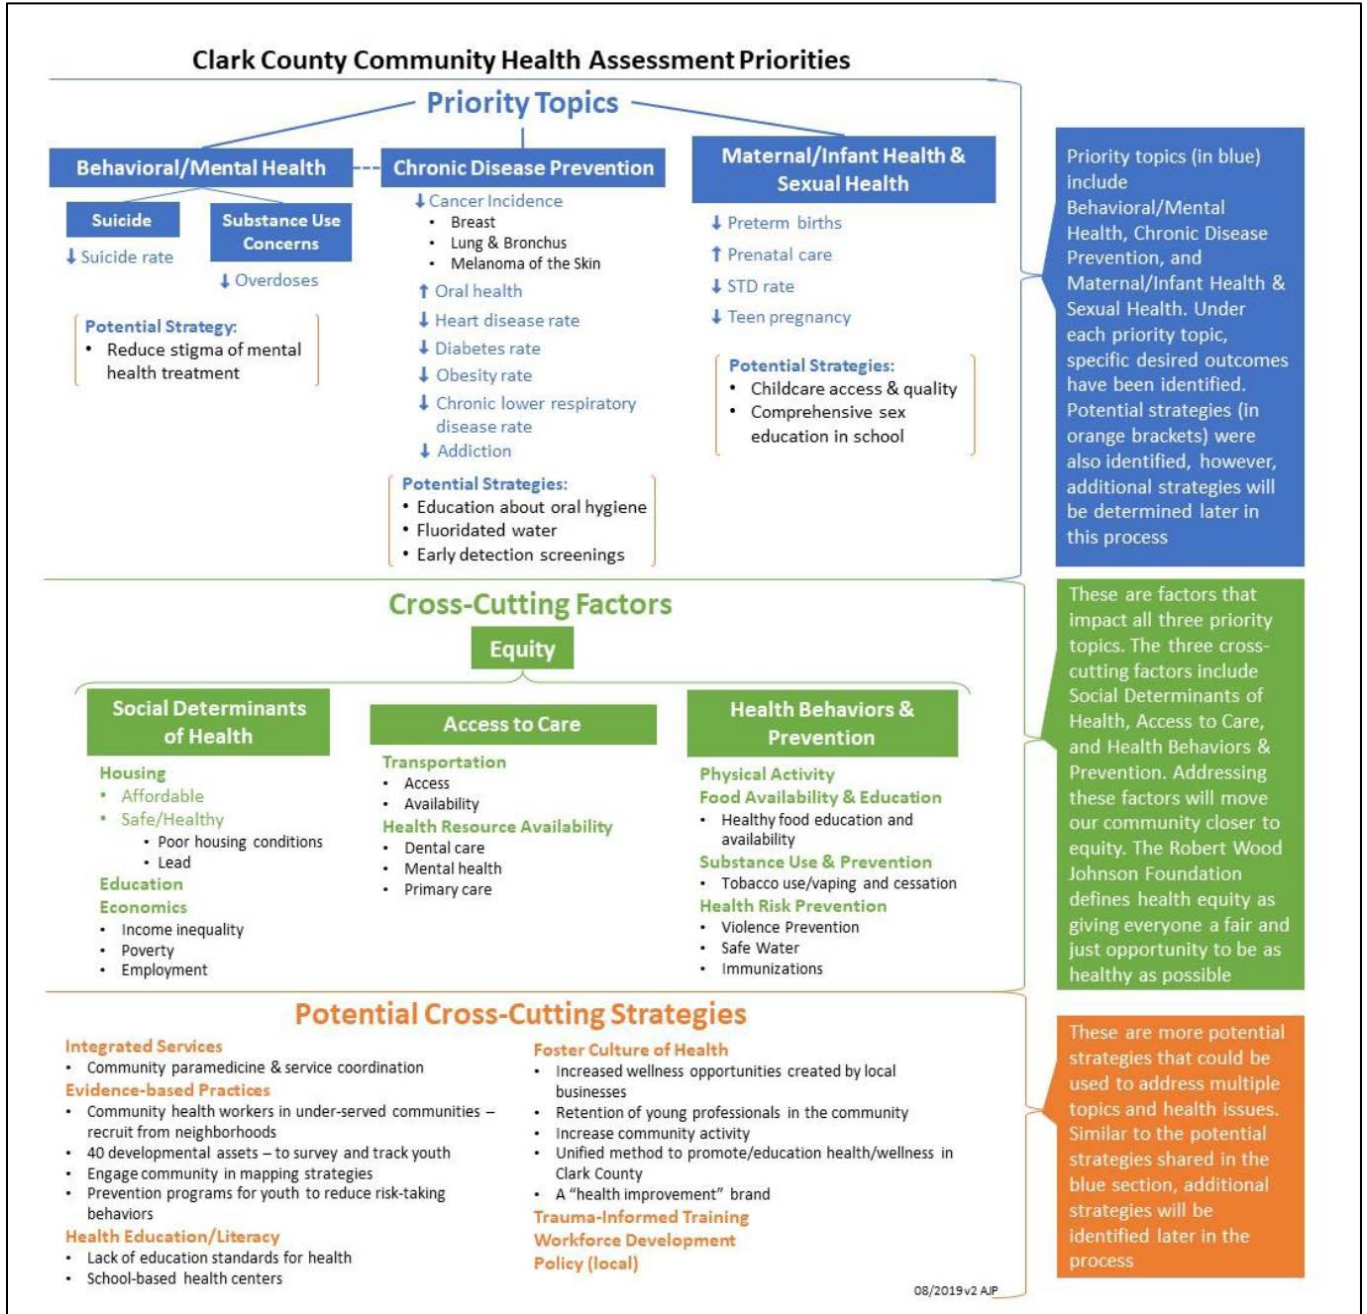 Clark County Community Health Assessment Priorities
Priority Topics
Behavioral/Mental Health
Suicide
↓ Suicide rate
Substance Use
Concerns
↓ Overdoses
Potential Strategy:
• Reduce stigma of mental
health treatment
Chronic Disease Prevention
↓ Cancer Incidence
• Breast
• Lung & Bronchus
• Melanoma of the Skin
↑ Oral health
↓ Heart disease rate
↓ Diabetes rate
↓ Obesity rate
↓ Chronic lower respiratory
disease rate
↓ Addiction
Potential Strategies:
• Education about oral hygiene
• Fluoridated water
• Early detection screenings
Maternal/Infant Health &
Sexual Health
↓ Preterm births
↑ Prenatal care
↓ STD rate
↓ Teen pregnancy
Potential Strategies:
• Childcare access & quality
• Comprehensive sex
education in school
Priority topics (in blue)
include
Behavioral/Mental
Health, Chronic Disease
Prevention, and
Maternal/Infant Health &
Sexual Health. Under
each priority topic,
specific desired outcomes
have been identified.
Potential strategies (in
orange brackets) were
also identified, however,
additional strategies will
be determined later in
this process
Cross-Cutting Factors
Equity
Social Determinants
of Health
Housing
• Affordable
• Safe/Healthy
• Poor housing conditions
• Lead
Education
Economics
• Income inequality
• Poverty
• Employment
Access to Care
Transportation
• Access
• Availability
Health Resource Availability
• Dental care
• Mental health
• Primary care
Health Behaviors &
Prevention
Physical Activity
Food Availability & Education
• Healthy food education and
availability
Substance Use & Prevention
• Tobacco use/vaping and cessation
Health Risk Prevention
• Violence Prevention
• Safe Water
• Immunizations
These are factors that
impact all three priority
topics. The three cross-
cutting factors include
Social Determinants of
Health, Access to Care,
and Health Behaviors &
Prevention. Addressing
these factors will move
our community closer to
equity. The Robert Wood
Johnson Foundation
defines health equity as
giving everyone a fair and
just opportunity to be as
healthy as possible
Potential Cross-Cutting Strategies
Integrated Services
• Community paramedicine & service coordination
Evidence-based Practices
• Community health workers in under-served communities –
recruit from neighborhoods
• 40 developmental assets – to survey and track youth
• Engage community in mapping strategies
• Prevention programs for youth to reduce risk-taking
behaviors
Health Education/Literacy
• Lack of education standards for health
• School-based health centers
Foster Culture of Health
• Increased wellness opportunities created by local
businesses
• Retention of young professionals in the community
• Increase community activity
• Unified method to promote/education health/wellness in
Clark County
• A “health improvement” brand
Trauma-Informed Training
Workforce Development
Policy (local)
08/2019 v2 AJP
These are more potential
strategies that could be
used to address multiple
topics and health issues.
Similar to the potential
strategies shared in the
blue section, additional
strategies will be
identified later in the
process